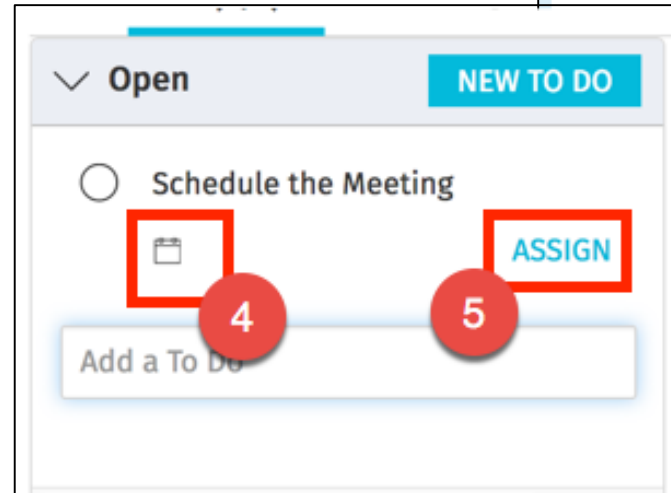 Open
NEW TO DO
Schedule the Meeting
ASSIGN
4
5
Add a To Do